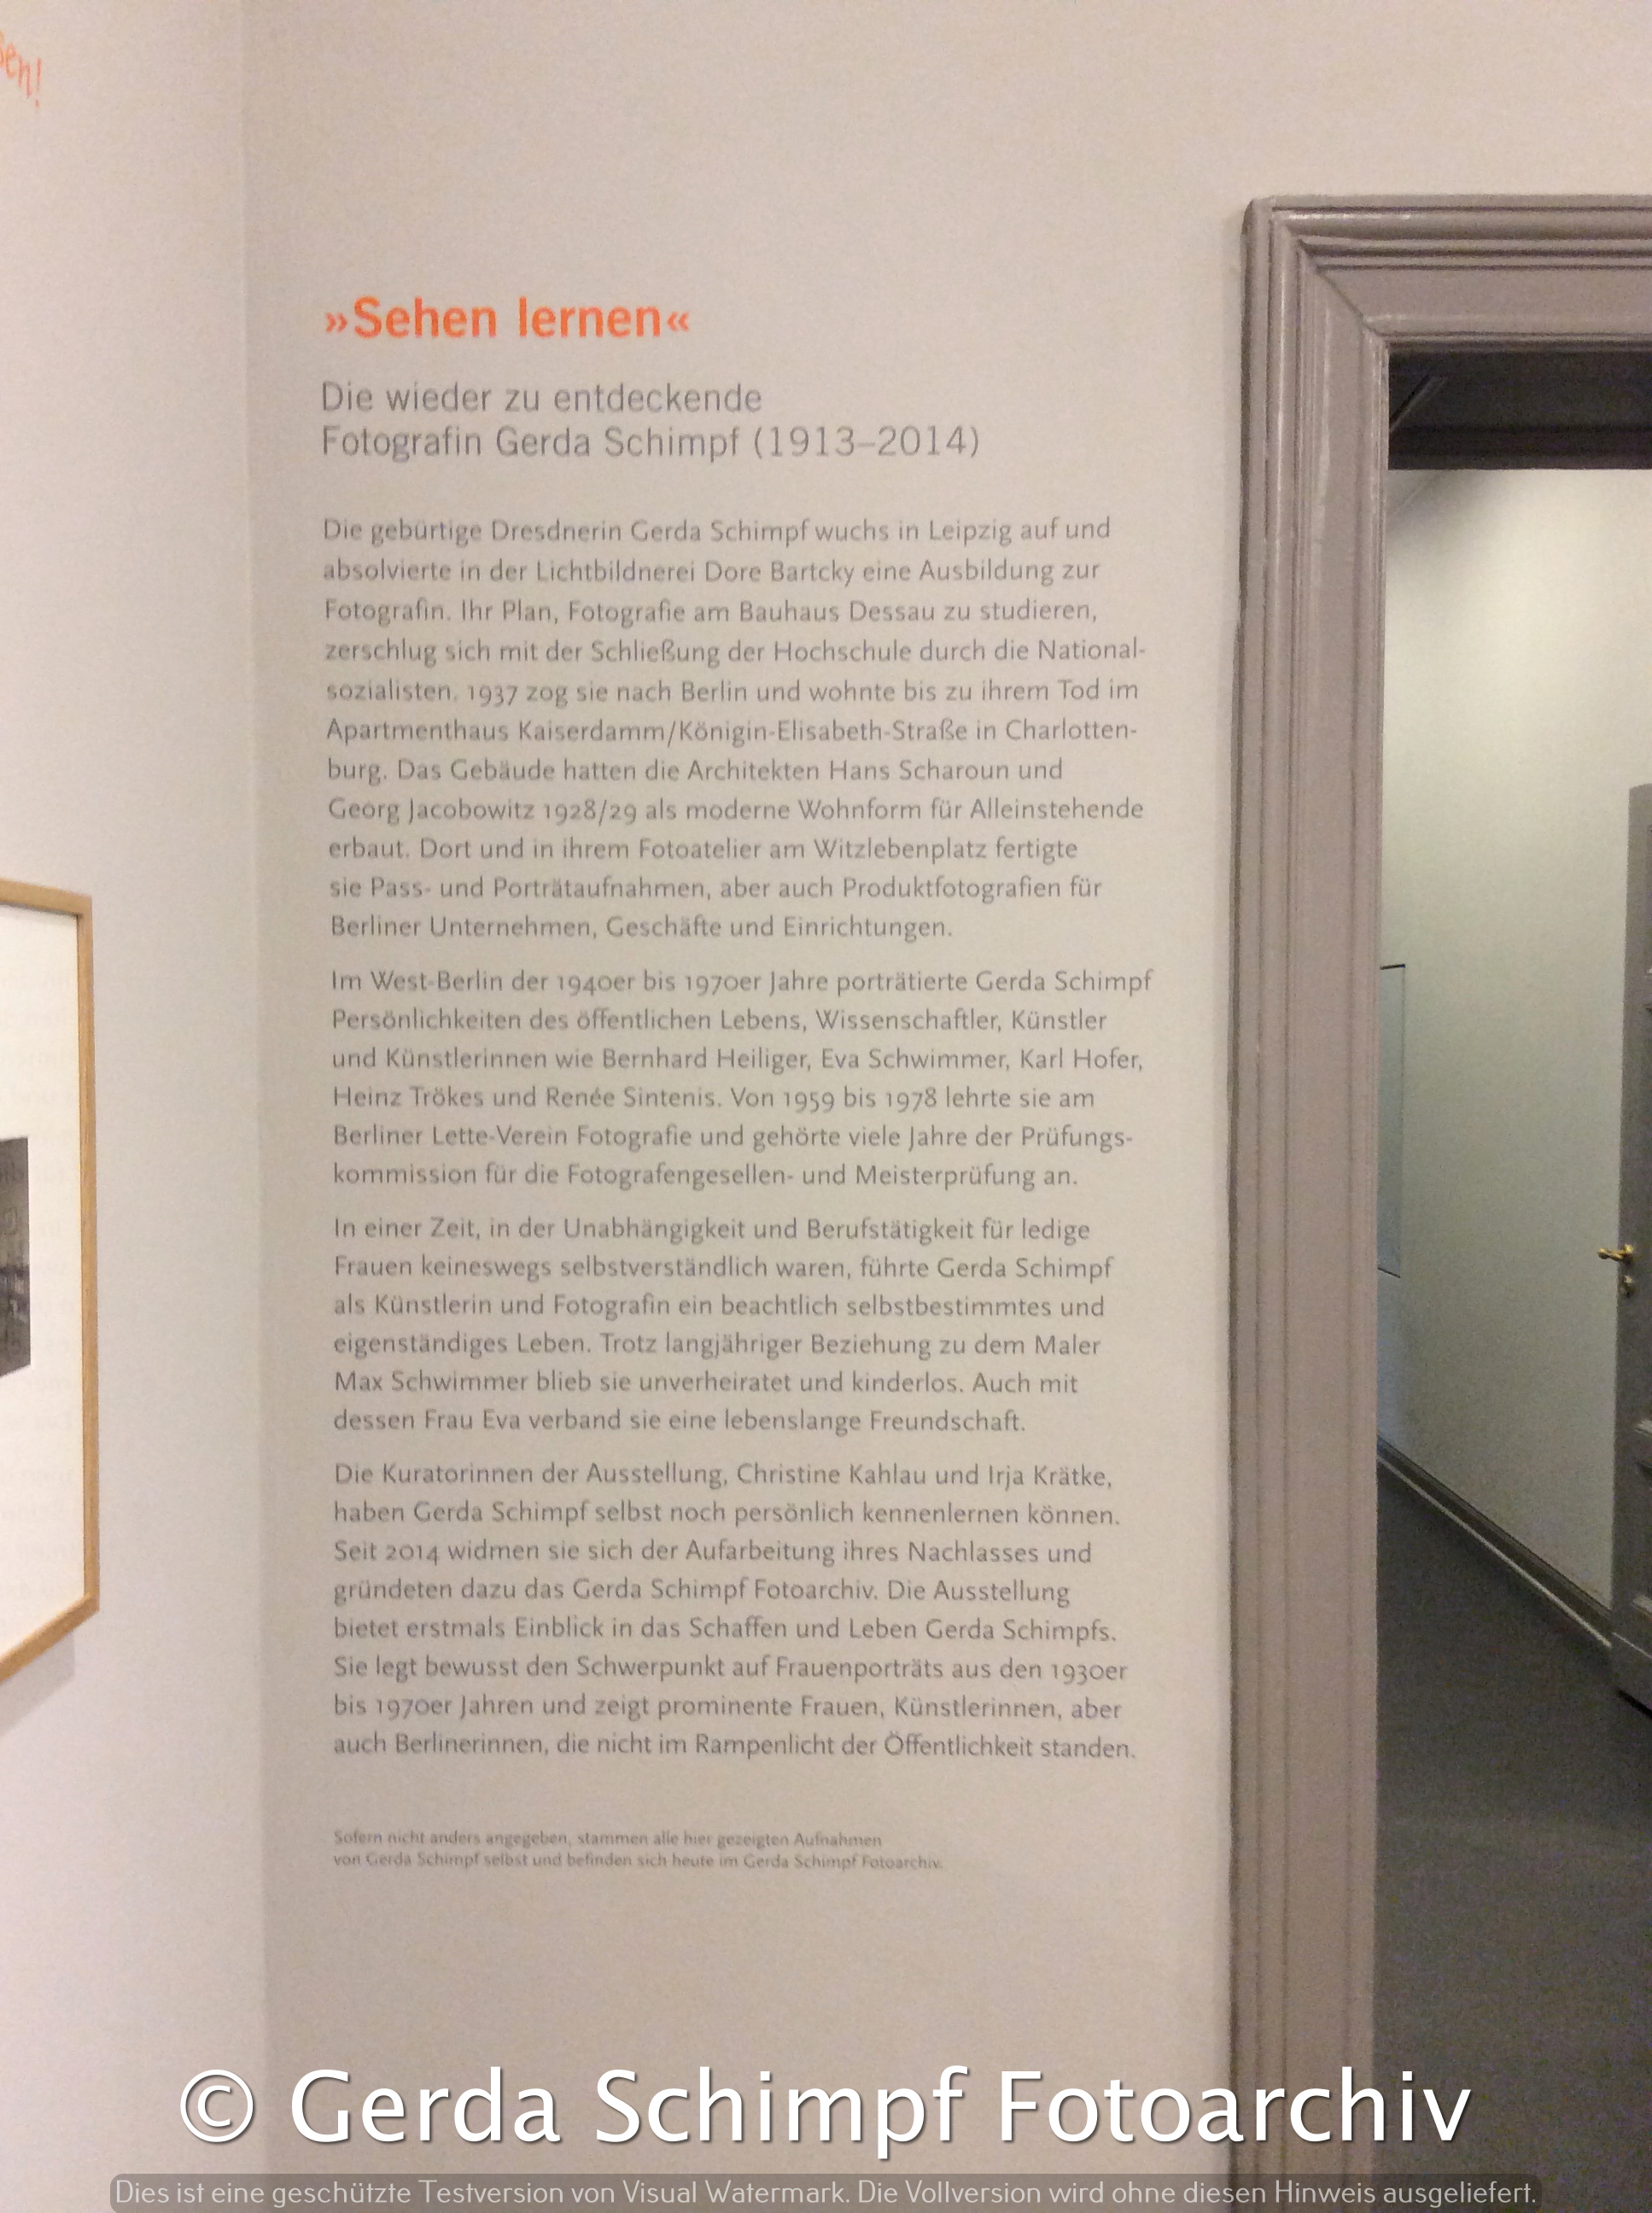 »Sehen lernen«
Die wieder zu entdeckende
Fotografin Gerda Schimpf (1913–2014)
Die gebürtige Dresdnerin Gerda Schimpf wuchs in Leipzig auf und
absolvierte in der Lichtbildnerei Dore Bartcky eine Ausbildung zur
Fotografin. Ihr Plan, Fotografie am Bauhaus Dessau zu studieren,
zerschlug sich mit der Schließung der Hochschule durch die National-
sozialisten. 1937 zog sie nach Berlin und wohnte bis zu ihrem Tod im
Apartmenthaus Kaiserdamm/Königin-Elisabeth-Straße in Charlotten-
burg. Das Gebäude hatten die Architekten Hans Scharoun und
Georg Jacobowitz 1928/29 als moderne Wohnform für Alleinstehende
erbaut. Dort und in ihrem Fotoatelier am Witzlebenplatz fertigte
sie Pass- und Porträtaufnahmen, aber auch Produktfotografien für
Berliner Unternehmen, Geschäfte und Einrichtungen.
Im West-Berlin der 1940er bis 1970er Jahre porträtierte Gerda Schimpf
Persönlichkeiten des öffentlichen Lebens, Wissenschaftler, Künstler
und Künstlerinnen wie Bernhard Heiliger, Eva Schwimmer, Karl Hofer,
Heinz Trökes und Renée Sintenis. Von 1959 bis 1978 lehrte sie am
Berliner Lette-Verein Fotografie und gehörte viele Jahre der Prüfungs-
kommission für die Fotografengesellen- und Meisterprüfung an.
In einer Zeit, in der Unabhängigkeit und Berufstätigkeit für ledige
Frauen keineswegs selbstverständlich waren, führte Gerda Schimpf
als Künstlerin und Fotografin ein beachtlich selbstbestimmtes und
eigenständiges Leben. Trotz langjähriger Beziehung zu dem Maler
Max Schwimmer blieb sie unverheiratet und kinderlos. Auch mit
dessen Frau Eva verband sie eine lebenslange Freundschaft.
Die Kuratorinnen der Ausstellung, Christine Kahlau und Irja Krätke,
haben Gerda Schimpf selbst noch persönlich kennenlernen können.
Seit 2014 widmen sie sich der Aufarbeitung ihres Nachlasses und
gründeten dazu das Gerda Schimpf Fotoarchiv. Die Ausstellung
bietet erstmals Einblick in das Schaffen und Leben Gerda Schimpfs.
Sie legt bewusst den Schwerpunkt auf Frauenporträts aus den 1930er
bis 1970er Jahren und zeigt prominente Frauen, Künstlerinnen, aber
auch Berlinerinnen, die nicht im Rampenlicht der Öffentlichkeit standen.
Sofern nicht anders angegeben, stammen alle hier gezeigten Aufnahmen
von Gerda Schimpf selbst und befinden sich heute im Gerda Schimpf Fotoarchiv.
© Gerda Schimpf Fotoarchiv
Dies ist eine geschützte Testversion von Visual Watermark. Die Vollversion wird ohne diesen Hinweis ausgeliefert.